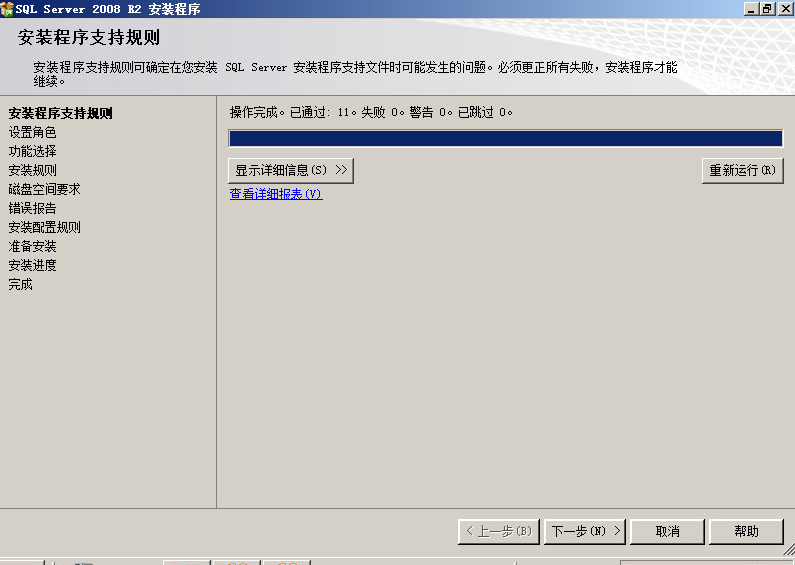 SQL Server 2008 R2 安装程序
安装程序支持规则
安装程序支持规则可确定在您安装 SQL Server 安装程序支持文件时可能发生的问题。必须更正所有失败，安装程序才能
继续。
安装程序支持规则
设置角色
功能选择
安装规则
磁盘空间要求
错误报告
安装配置规则
准备安装
安装进度
完成
操作完成。已通过: 11。失败 0。警告 0。已跳过 0。
显示详细信息(S) >>
重新运行(R)
查看详细报表(V)
< 上一步(B)
下一步(N) >
取消
帮助